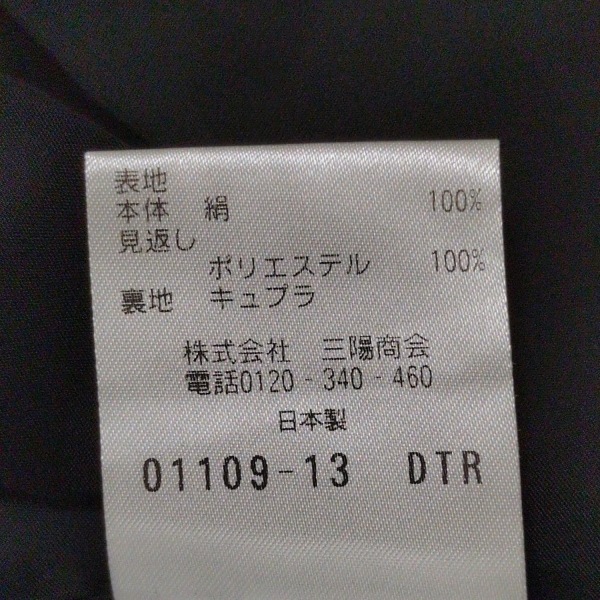 表地
本体 絹 100%
見返し
ポリエステル 100%
裏地 キュプラ
株式会社 三陽商会
電話0120-340-460
日本製
01109-13 DTR